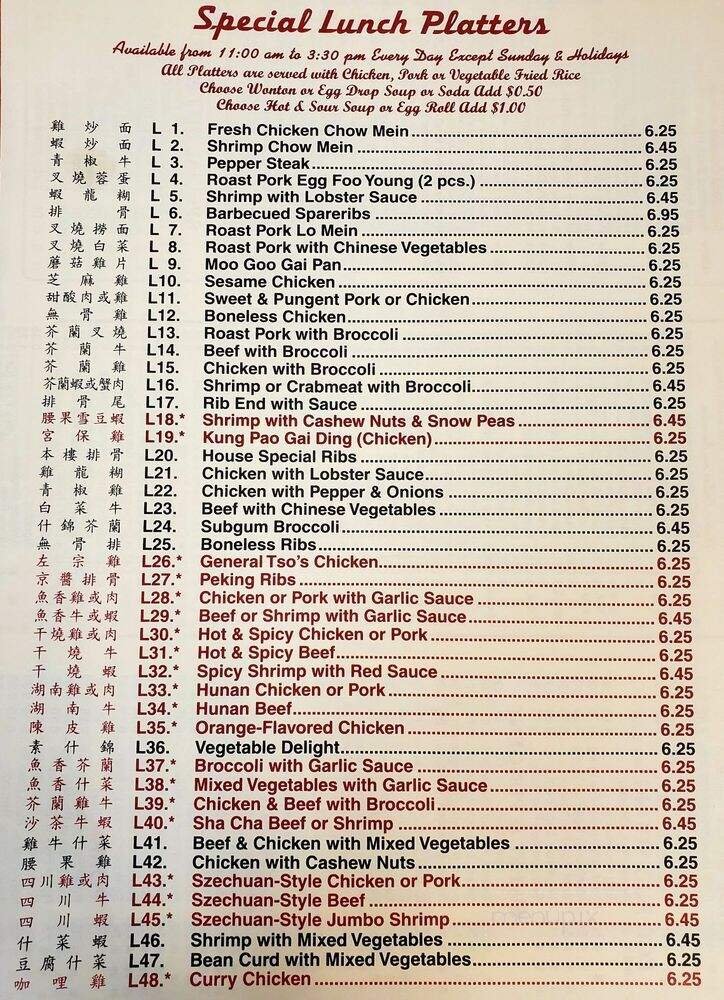 Special Lunch Platters
Available from 11:00 am to 3:30 pm Every Day Except Sunday & Holidays
All Platters are served with Chicken, Pork or Vegetable Fried Rice
Choose Wonton or Egg Drop Soup or Soda Add $0.50
Choose Hot & Sour Soup or Egg Roll Add $1.00
雞炒面 L 1. Fresh Chicken Chow Mein 6.25
蝦炒面 L 2. Shrimp Chow Mein 6.45
青椒牛 L 3. Pepper Steak 6.25
叉燒蓉蛋 L 4. Roast Pork Egg Foo Young (2 pcs.) 6.25
蝦龍糊 L 5. Shrimp with Lobster Sauce 6.45
排骨 L 6. Barbecued Spareribs 6.95
叉燒撈面 L 7. Roast Pork Lo Mein 6.25
叉燒白菜 L 8. Roast Pork with Chinese Vegetables 6.25
蘑菇雞片 L 9. Moo Goo Gai Pan 6.25
芝麻雞 L10. Sesame Chicken 6.25
甜酸肉或雞 L11. Sweet & Pungent Pork or Chicken 6.25
無骨雞 L12. Boneless Chicken 6.25
芥蘭叉燒 L13. Roast Pork with Broccoli 6.25
芥蘭牛 L14. Beef with Broccoli 6.25
芥蘭雞 L15. Chicken with Broccoli 6.25
芥蘭蝦或蟹肉 L16. Shrimp or Crabmeat with Broccoli 6.45
排骨尾 L17. Rib End with Sauce 6.25
腰果雪豆蝦 L18.* Shrimp with Cashew Nuts & Snow Peas 6.45
宮保雞 L19.* Kung Pao Gai Ding (Chicken) 6.25
本樓排骨 L20. House Special Ribs 6.25
雞龍糊 L21. Chicken with Lobster Sauce 6.25
青椒雞 L22. Chicken with Pepper & Onions 6.25
白菜牛 L23. Beef with Chinese Vegetables 6.25
什錦芥蘭 L24. Subgum Broccoli 6.45
無骨排 L25. Boneless Ribs 6.25
左宗雞 L26.* General Tso's Chicken 6.25
京醬排骨 L27.* Peking Ribs 6.25
魚香雞或肉 L28.* Chicken or Pork with Garlic Sauce 6.25
魚香牛或蝦 L29.* Beef or Shrimp with Garlic Sauce 6.45
干燒雞或肉 L30.* Hot & Spicy Chicken or Pork 6.25
干燒牛 L31.* Hot & Spicy Beef 6.25
干燒蝦 L32.* Spicy Shrimp with Red Sauce 6.45
湖南雞或肉 L33.* Hunan Chicken or Pork 6.25
湖南牛 L34.* Hunan Beef 6.25
陳皮雞 L35.* Orange-Flavored Chicken 6.25
素什錦 L36. Vegetable Delight 6.25
魚香芥蘭 L37.* Broccoli with Garlic Sauce 6.25
魚香什菜 L38.* Mixed Vegetables with Garlic Sauce 6.25
芥蘭雞牛 L39.* Chicken & Beef with Broccoli 6.25
沙茶牛蝦 L40.* Sha Cha Beef or Shrimp 6.45
雞牛什菜 L41. Beef & Chicken with Mixed Vegetables 6.25
腰果雞 L42. Chicken with Cashew Nuts 6.25
四川雞或肉 L43.* Szechuan-Style Chicken or Pork 6.25
四川牛 L44.* Szechuan-Style Beef 6.25
四川蝦 L45.* Szechuan-Style Jumbo Shrimp 6.45
什菜蝦 L46. Shrimp with Mixed Vegetables 6.45
豆腐什菜 L47. Bean Curd with Mixed Vegetables 6.25
咖哩雞 L48.* Curry Chicken 6.25